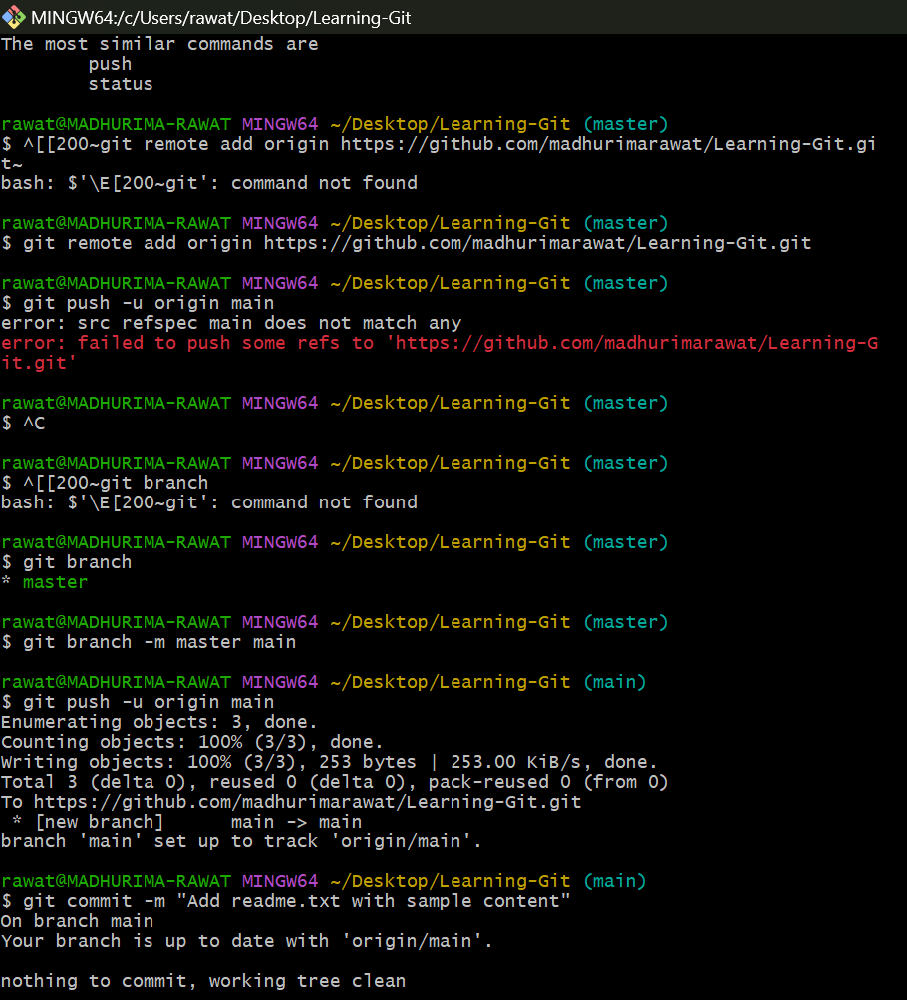 MINGW64:/c/Users/rawat/Desktop/Learning-Git
The most similar commands are
        push
        status

rawat@MADHURIMA-RAWAT MINGW64 ~/Desktop/Learning-Git (master)
$ ^[[200~git remote add origin https://github.com/madhurimarawat/Learning-Git.gi
t~
bash: $'\E[200~git': command not found

rawat@MADHURIMA-RAWAT MINGW64 ~/Desktop/Learning-Git (master)
$ git remote add origin https://github.com/madhurimarawat/Learning-Git.git

rawat@MADHURIMA-RAWAT MINGW64 ~/Desktop/Learning-Git (master)
$ git push -u origin main
error: src refspec main does not match any
error: failed to push some refs to 'https://github.com/madhurimarawat/Learning-G
it.git'

rawat@MADHURIMA-RAWAT MINGW64 ~/Desktop/Learning-Git (master)
$ ^C

rawat@MADHURIMA-RAWAT MINGW64 ~/Desktop/Learning-Git (master)
$ ^[[200~git branch
bash: $'\E[200~git': command not found

rawat@MADHURIMA-RAWAT MINGW64 ~/Desktop/Learning-Git (master)
$ git branch
* master

rawat@MADHURIMA-RAWAT MINGW64 ~/Desktop/Learning-Git (master)
$ git branch -m master main

rawat@MADHURIMA-RAWAT MINGW64 ~/Desktop/Learning-Git (main)
$ git push -u origin main
Enumerating objects: 3, done.
Counting objects: 100% (3/3), done.
Writing objects: 100% (3/3), 253 bytes | 253.00 KiB/s, done.
Total 3 (delta 0), reused 0 (delta 0), pack-reused 0 (from 0)
To https://github.com/madhurimarawat/Learning-Git.git
 * [new branch]      main -> main
branch 'main' set up to track 'origin/main'.

rawat@MADHURIMA-RAWAT MINGW64 ~/Desktop/Learning-Git (main)
$ git commit -m "Add readme.txt with sample content"
On branch main
Your branch is up to date with 'origin/main'.

nothing to commit, working tree clean